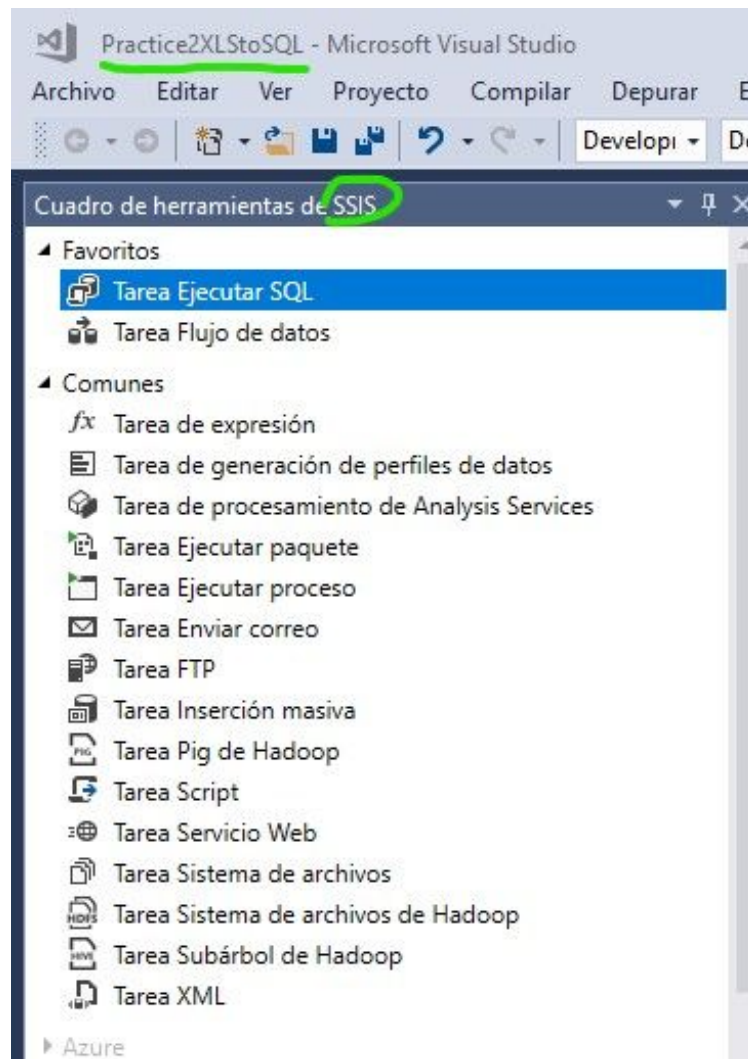 Practice2XLStoSQL - Microsoft Visual Studio
Archivo Editar Ver Proyecto Compilar Depurar
Cuadro de herramientas de SSIS
Favoritos
Tarea Ejecutar SQL
Tarea Flujo de datos
Comunes
fx Tarea de expresión
Tarea de generación de perfiles de datos
Tarea de procesamiento de Analysis Services
Tarea Ejecutar paquete
Tarea Ejecutar proceso
Tarea Enviar correo
Tarea FTP
Tarea Inserción masiva
PIG Tarea Pig de Hadoop
Tarea Script
Tarea Servicio Web
Tarea Sistema de archivos
HDFS Tarea Sistema de archivos de Hadoop
HIVE Tarea Subárbol de Hadoop
Tarea XML
Azure